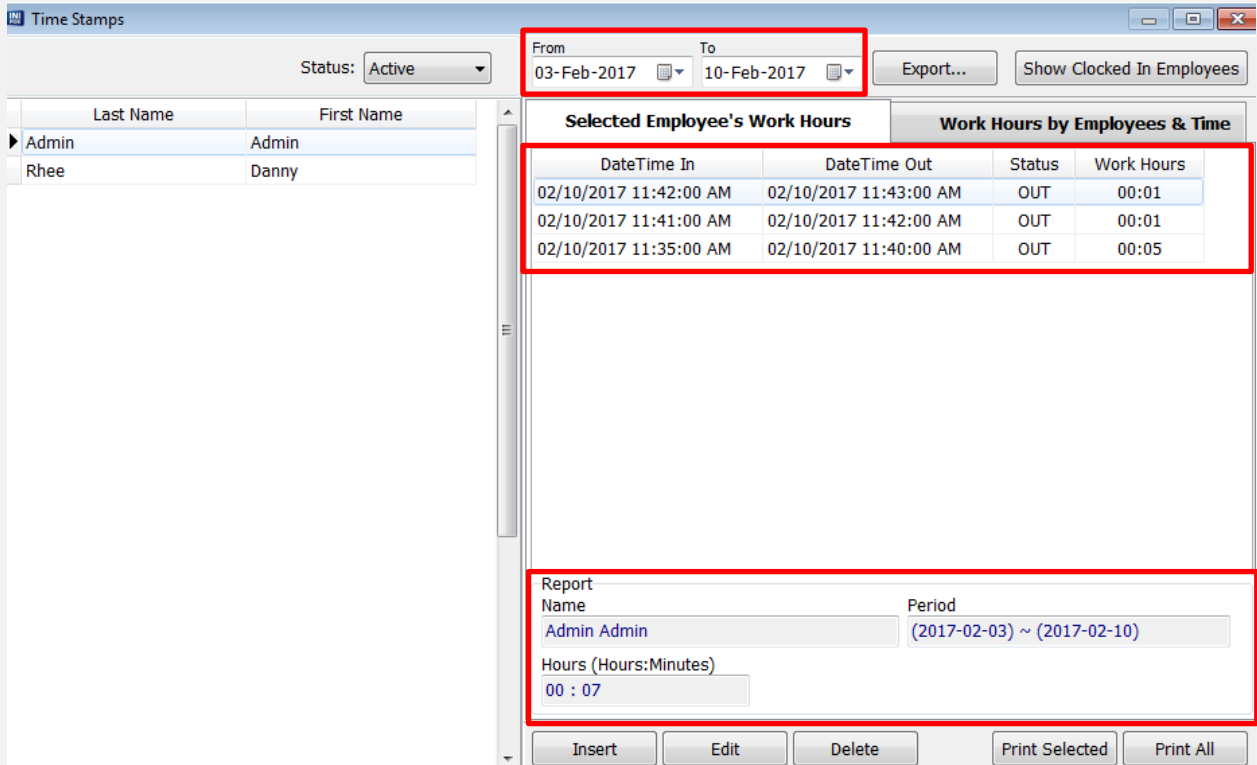 Time Stamps
Status: Active
From To
03-Feb-2017 10-Feb-2017
Export...
Show Clocked In Employees
Last Name First Name
Admin Admin
Rhee Danny
Selected Employee's Work Hours
Work Hours by Employees & Time
DateTime In DateTime Out Status Work Hours
02/10/2017 11:42:00 AM 02/10/2017 11:43:00 AM OUT 00:01
02/10/2017 11:41:00 AM 02/10/2017 11:42:00 AM OUT 00:01
02/10/2017 11:35:00 AM 02/10/2017 11:40:00 AM OUT 00:05
Report
Name Period
Admin Admin (2017-02-03) ~ (2017-02-10)
Hours (Hours:Minutes)
00 : 07
Insert Edit Delete Print Selected Print All